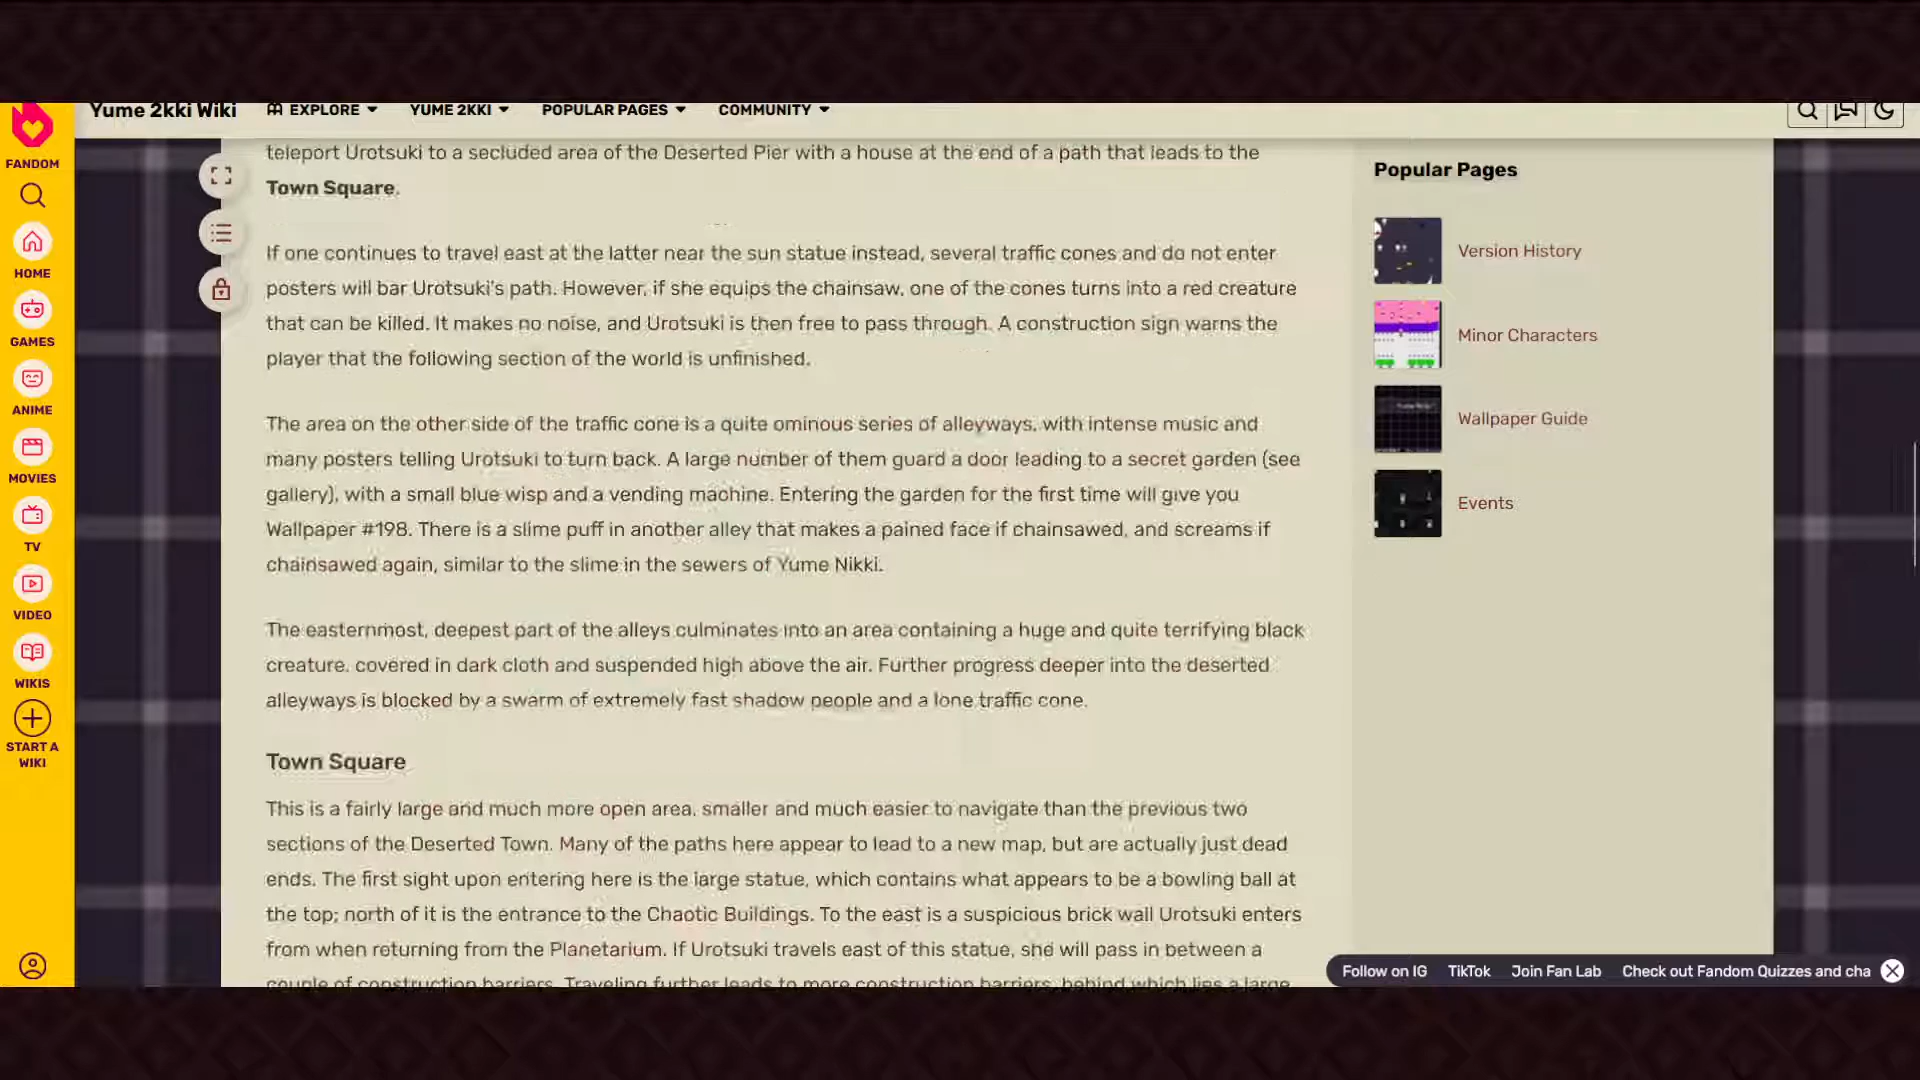 Yume 2kki Wiki
EXPLORE
YUME 2KKI
POPULAR PAGES
COMMUNITY
FANDOM
HOME
GAMES
ANIME
MOVIES
TV
VIDEO
WIKIS
START A
WIKI
teleport Urotsuki to a secluded area of the Deserted Pier with a house at the end of a path that leads to the
Town Square.
If one continues to travel east at the latter near the sun statue instead, several traffic cones and do not enter
posters will bar Urotsuki's path. However, if she equips the chainsaw, one of the cones turns into a red creature
that can be killed. It makes no noise, and Urotsuki is then free to pass through. A construction sign warns the
player that the following section of the world is unfinished.
The area on the other side of the traffic cone is a quite ominous series of alleyways, with intense music and
many posters telling Urotsuki to turn back. A large number of them guard a door leading to a secret garden (see
gallery), with a small blue wisp and a vending machine. Entering the garden for the first time will give you
Wallpaper #198. There is a slime puff in another alley that makes a pained face if chainsawed, and screams if
chainsawed again, similar to the slime in the sewers of Yume Nikki.
The easternmost, deepest part of the alleys culminates into an area containing a huge and quite terrifying black
creature, covered in dark cloth and suspended high above the air. Further progress deeper into the deserted
alleyways is blocked by a swarm of extremely fast shadow people and a lone traffic cone.
Town Square
This is a fairly large and much more open area, smaller and much easier to navigate than the previous two
sections of the Deserted Town. Many of the paths here appear to lead to a new map, but are actually just dead
ends. The first sight upon entering here is the large statue, which contains what appears to be a bowling ball at
the top; north of it is the entrance to the Chaotic Buildings. To the east is a suspicious brick wall Urotsuki enters
from when returning from the Planetarium. If Urotsuki travels east of this statue, she will pass in between a
couple of construction barriers. Traveling further leads to more construction barriers, behind which lies a large
Popular Pages
Version History
Minor Characters
Wallpaper Guide
Events
Follow on IG
TikTok
Join Fan Lab
Check out Fandom Quizzes and cha